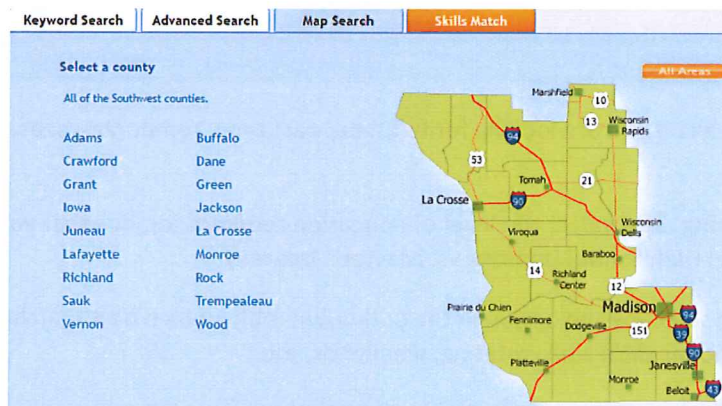 Keyword Search Advanced Search Map Search Skills Match
Select a county
All Areas
All of the Southwest counties.
Adams Buffalo
Crawford Dane
Grant Green
Iowa Jackson
Juneau La Crosse
Lafayette Monroe
Richland Rock
Sauk Trempealeau
Vernon Wood
Marshfield
10
13
Wisconsin
Rapids
94
53
21
Tomah
90
La Crosse
Wisconsin
Dells
Viroqua
Baraboo
14
Richland
Center
12
Prairie du Chien
Madison
94
Fennimore
Dodgeville
151
39
90
Platteville
Janesville
Monroe
Beloit
43